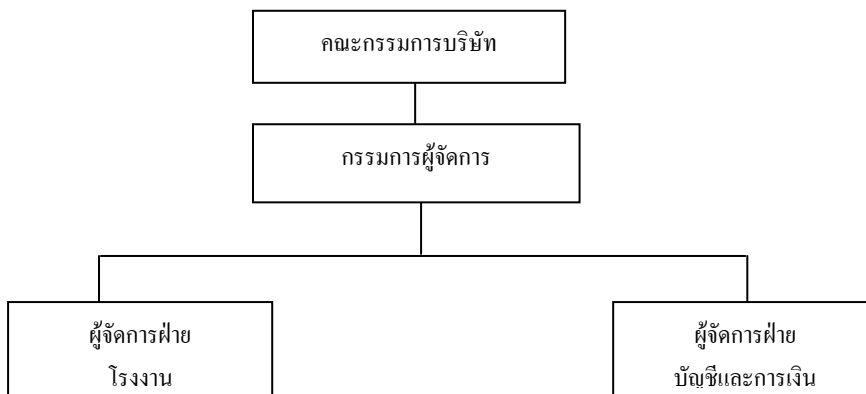 คณะกรรมการบริษัท
กรรมการผู้จัดการ
ผู้จัดการฝ่าย
โรงงาน
ผู้จัดการฝ่าย
บัญชีและการเงิน